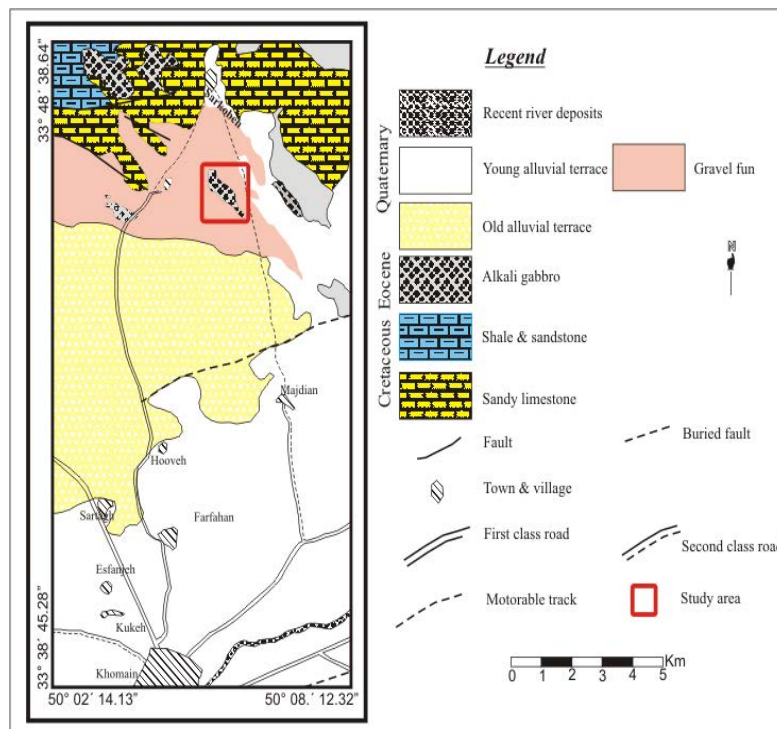 33 ° 48´ 38.64"
33 ° 38´ 45.28"
50 °02´14.13"
50 °08.´12.32"
Sarkobeh
Majdian
Hooveh
Farfahan
Esfanjeh
Kukeh
Khomain
Legend
Quaternary
Eocene
Cretaceous
Recent river deposits
Young alluvial terrace
Gravel fun
Old alluvial terrace
N
Alkali gabbro
Shale & sandstone
Sandy limestone
Fault
Buried fault
Town & village
First class road
Second class road
Motorable track
Study area
Km
0 1 2 3 4 5